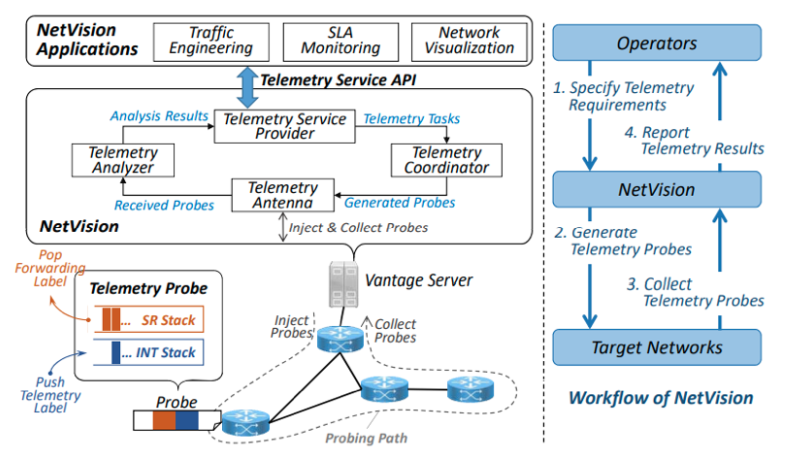 NetVision
Applications
Traffic
Engineering
SLA
Monitoring
Network
Visualization
Telemetry Service API
Analysis Results
Telemetry Service
Provider
Telemetry Tasks
Telemetry
Analyzer
Telemetry
Coordinator
Telemetry
Antenna
Received Probes
Generated Probes
NetVision
Inject & Collect Probes
Pop
Forwarding
Label
Telemetry Probe
... SR Stack
... INT Stack
Push
Telemetry
Label
Probe
Vantage Server
Inject
Probes
Collect
Probes
Probing Path
Operators
1. Specify Telemetry
Requirements
4. Report
Telemetry Results
NetVision
2. Generate
Telemetry Probes
3. Collect
Telemetry Probes
Target Networks
Workflow of NetVision